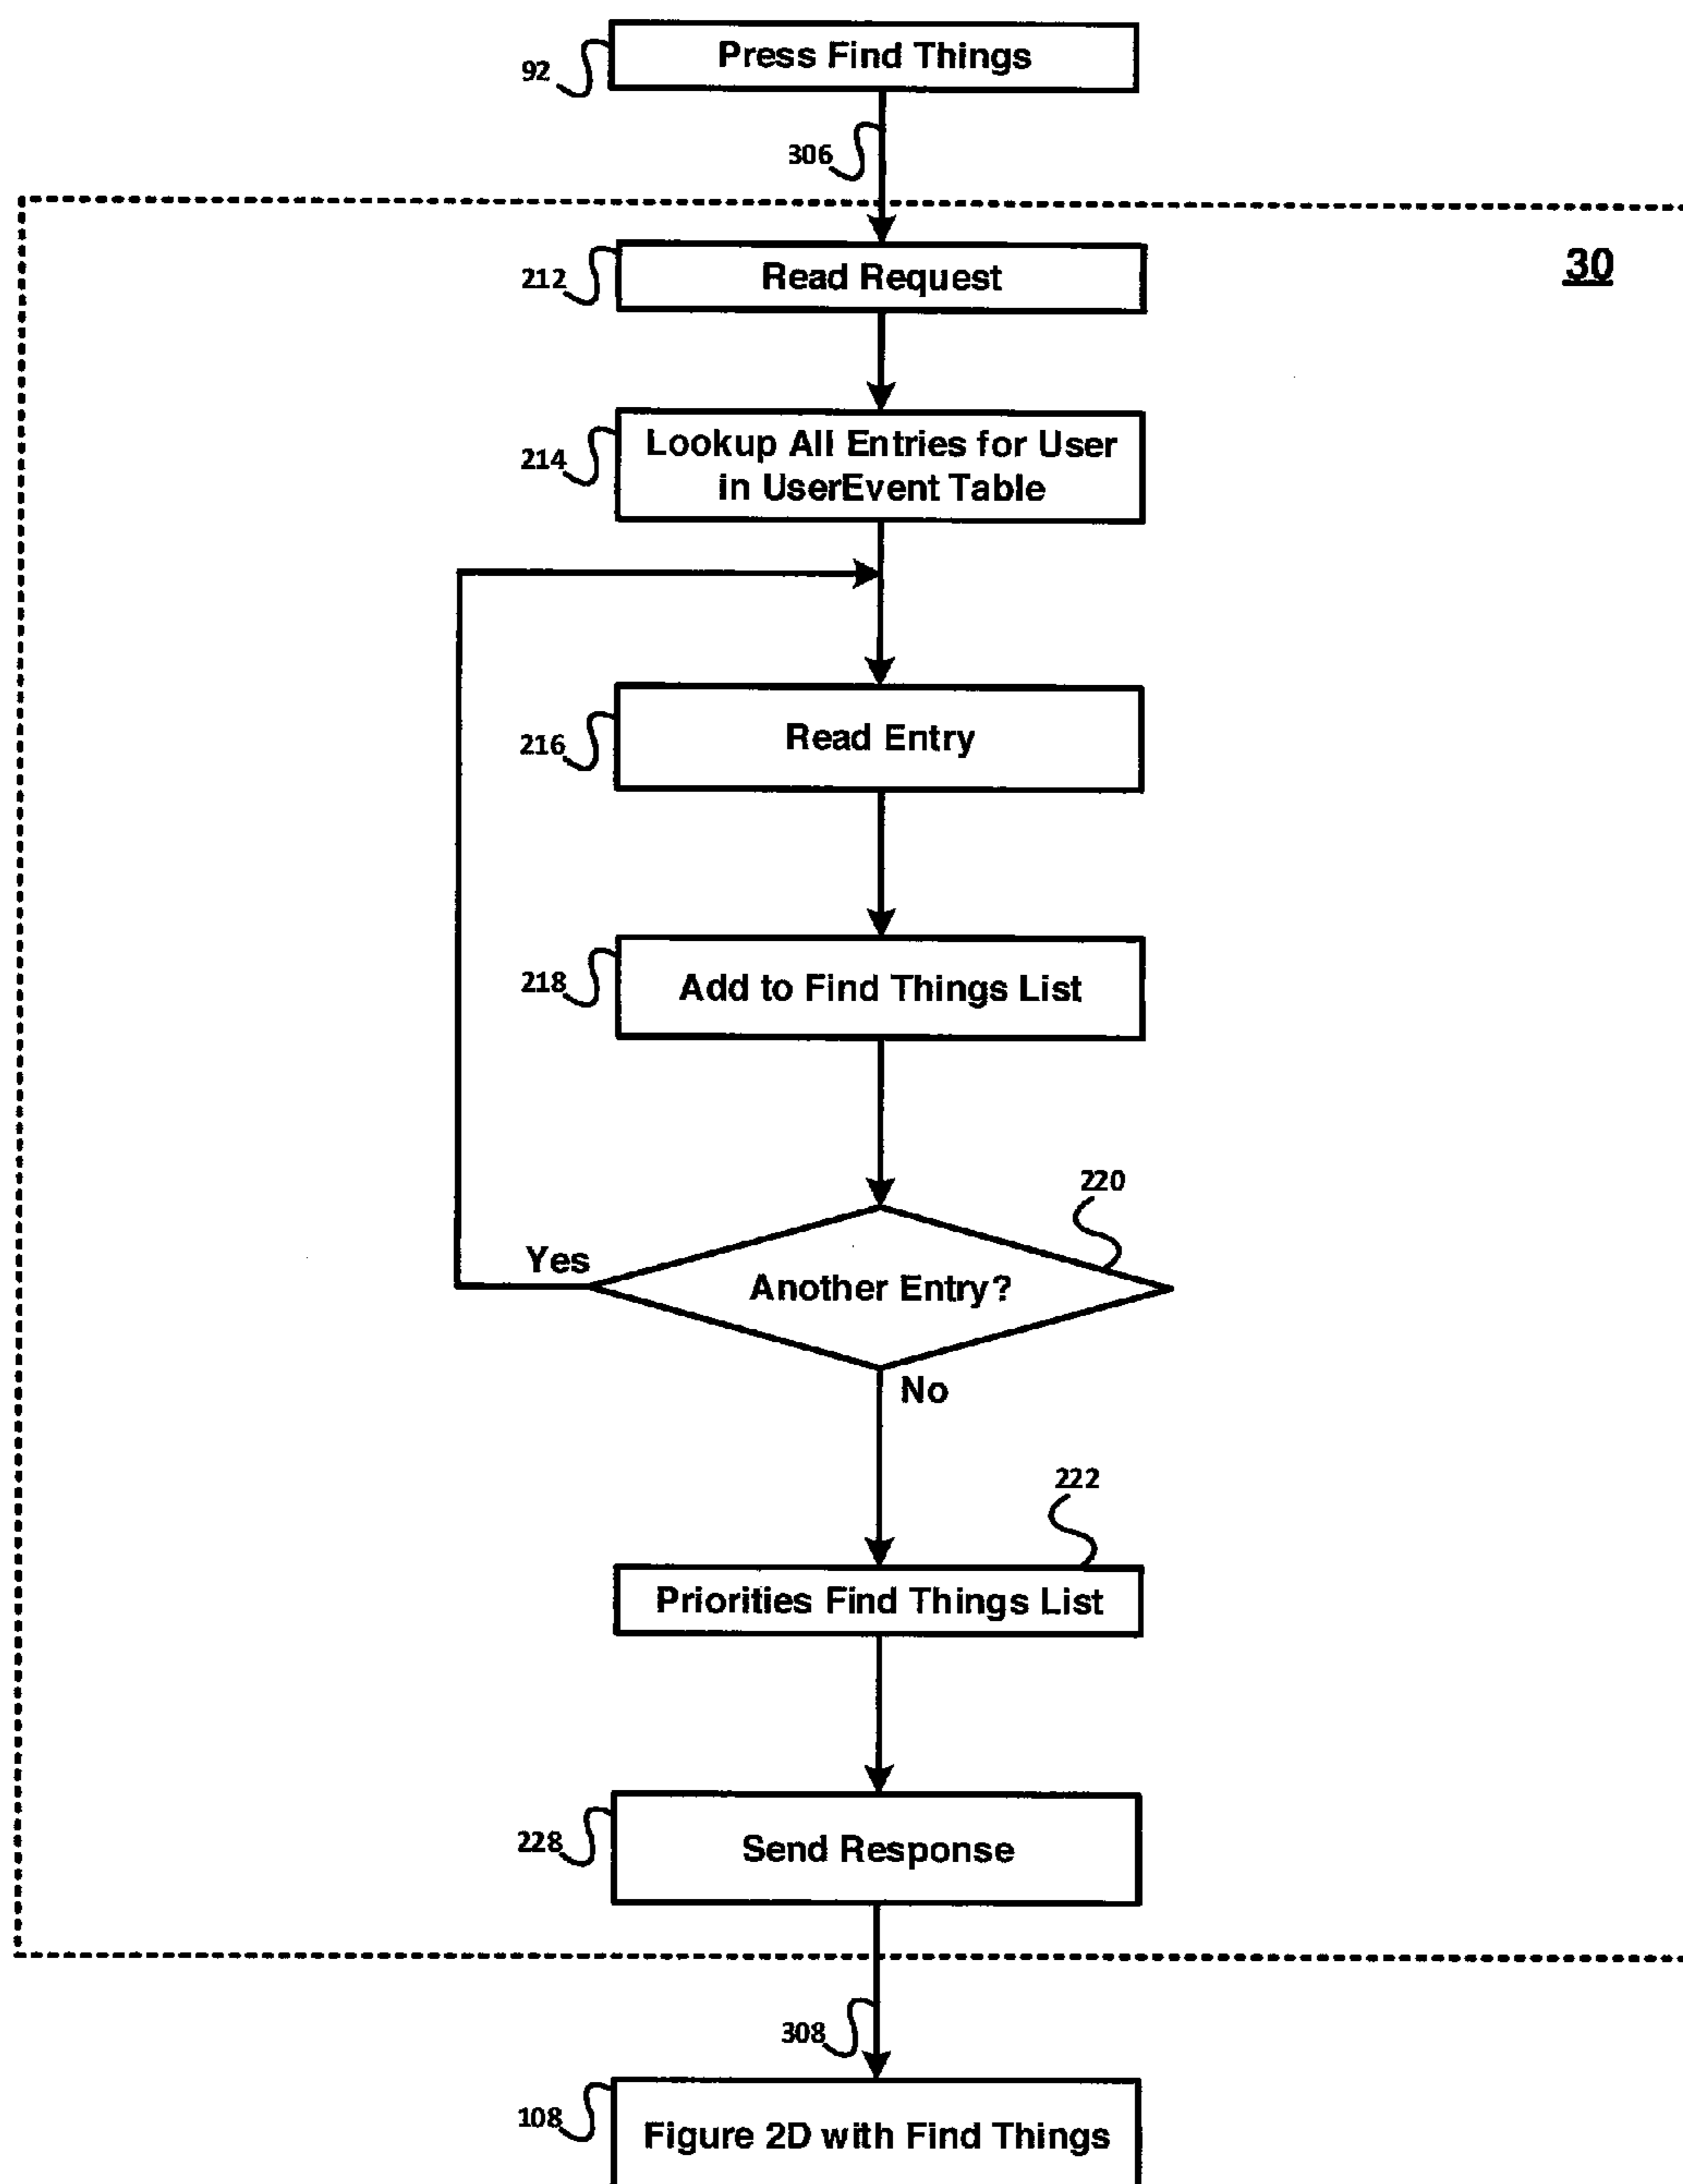 Press Find Things
92
306
30
Read Request
212
Lookup All Entries for User
in UserEvent Table
214
Read Entry
216
Add to Find Things List
218
220
Yes
Another Entry?
No
222
Priorities Find Things List
Send Response
228
308
Figure 2D with Find Things
108